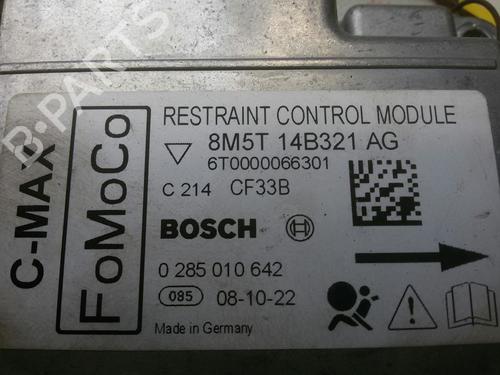 B-PARTS
RESTRAINT CONTROL MODULE
8M5T 14B321 AG
6T0000066301
C 214 CF33B
BOSCH
0 285 010 642
085 08-10-22
Made in Germany
C-MAX
FoMoCo